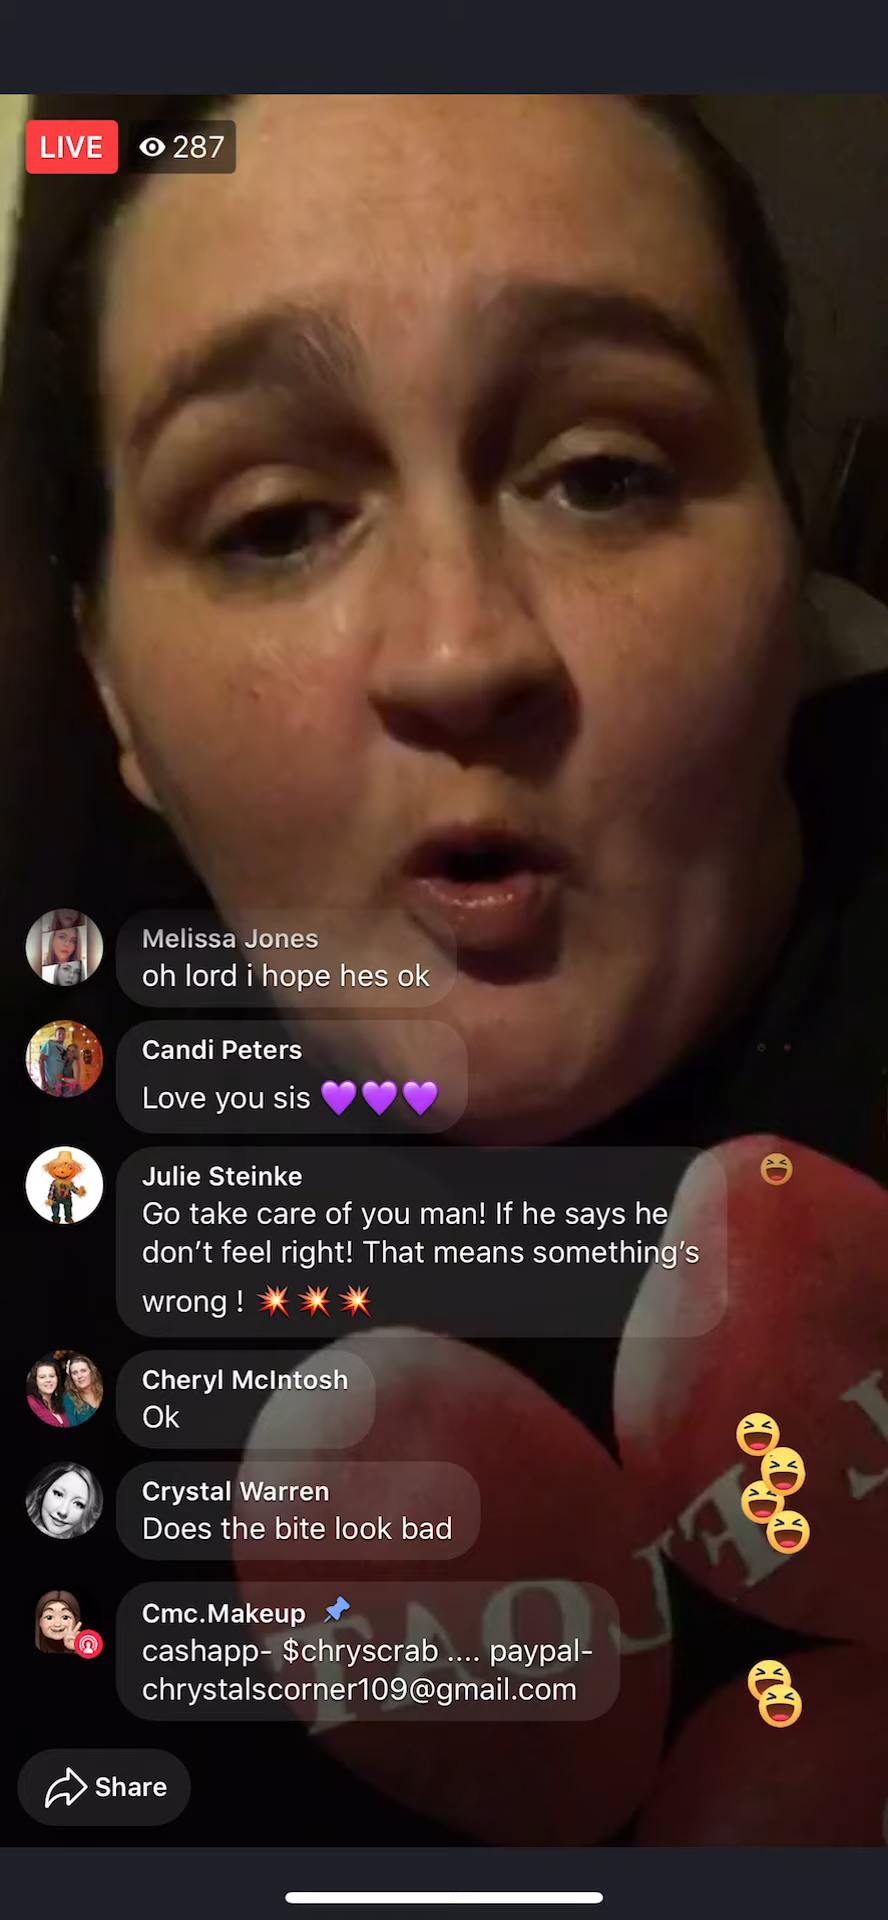 LIVE 287
Melissa Jones
oh lord i hope hes ok
Candi Peters
Love you sis 💜💜💜
Julie Steinke
Go take care of you man! If he says he
don’t feel right! That means something’s
wrong ! 💥💥💥
Cheryl McIntosh
Ok
Crystal Warren
Does the bite look bad
Cmc.Makeup 📌
cashapp- $chryscrab .... paypal-
chrystalscorner109@gmail.com
Share